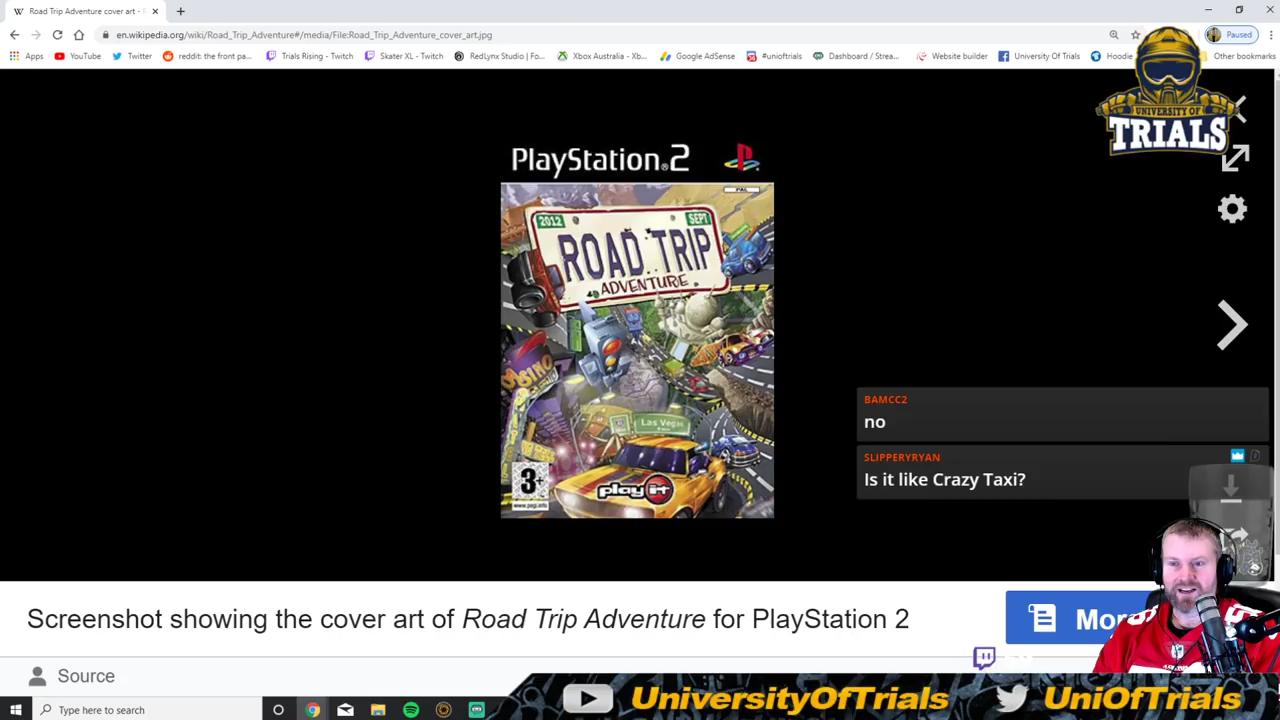 Road Trip Adventure cover art -
en.wikipedia.org/wiki/Road_Trip_Adventure#/media/File:Road_Trip_Adventure_cover_art.jpg
Paused
Apps YouTube Twitter reddit: the front pa... Trials Rising - Twitch Skater XL - Twitch RedLynx Studio | Fo... Xbox Australia - Xb... Google AdSense #unioftrials Dashboard / Strea... Website builder University Of Trials Hoodie Other bookmarks
UNIVERSITY OF
TRIALS
PlayStation.2
PAL
2012 SEPT
ROAD TRIP
ADVENTURE
Las Vegas
3+
www.pegi.info
play it
BAMCC2
no
SLIPPERYRYAN
Is it like Crazy Taxi?
Screenshot showing the cover art of Road Trip Adventure for PlayStation 2
Source
Type here to search
UniversityOfTrials
UniOfTrials